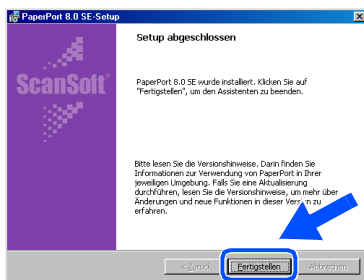 PaperPort 8.0 SE-Setup
Setup abgeschlossen
ScanSoft
PaperPort 8.0 SE wurde installiert. Klicken Sie auf
"Fertigstellen", um den Assistenten zu beenden.
Bitte lesen Sie die Versionshinweise. Darin finden Sie
Informationen zur Verwendung von PaperPort in Ihrer
jeweiligen Umgebung. Falls Sie eine Aktualisierung
durchführen, lesen Sie die Versionshinweise, um mehr über
Änderungen und neue Funktionen in dieser Version zu
erfahren.
<Zurück Fertigstellen Abbrechen